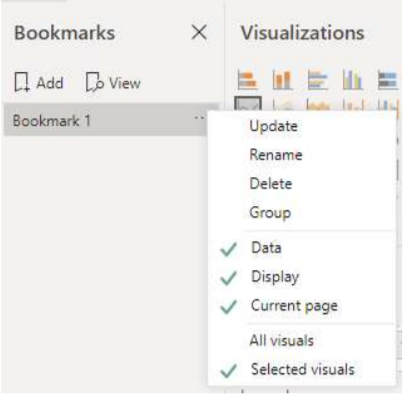 Bookmarks
Visualizations
Add View
Bookmark 1
Update
Rename
Delete
Group
Data
Display
Current page
All visuals
Selected visuals